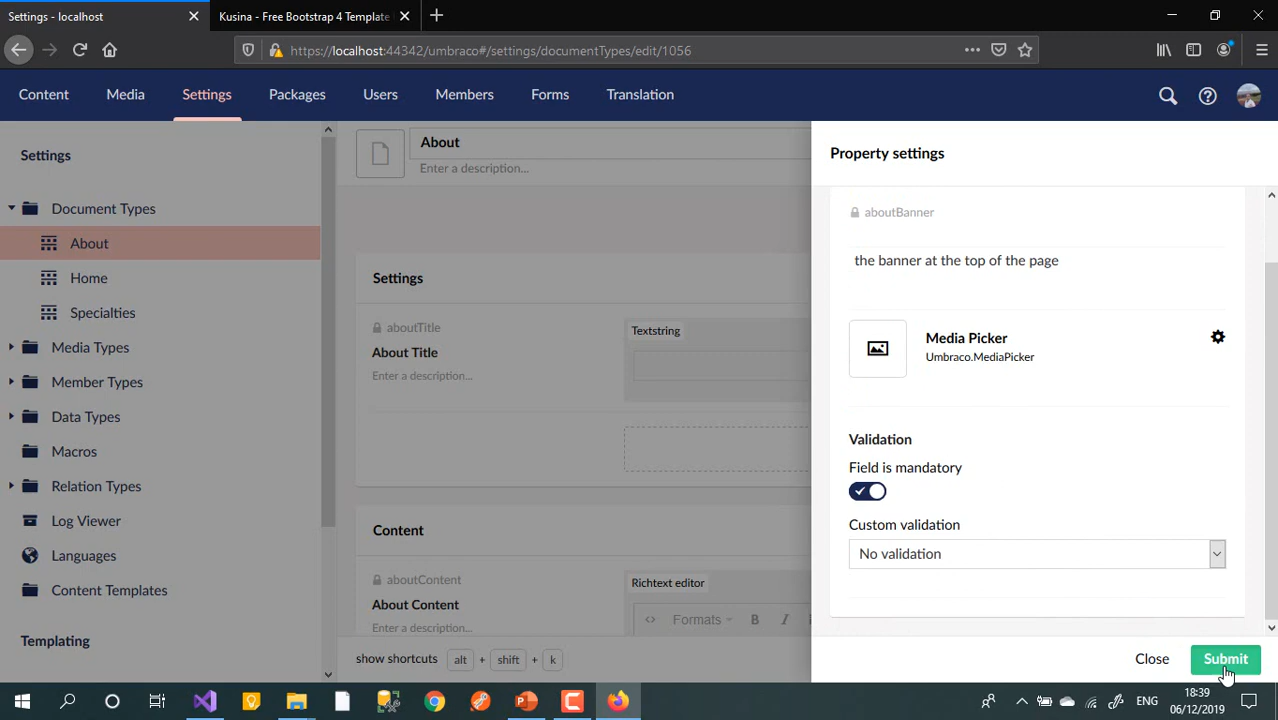 Settings - localhost
Kusina - Free Bootstrap 4 Template
https://localhost:44342/umbraco#/settings/documentTypes/edit/1056
Content
Media
Settings
Packages
Users
Members
Forms
Translation
Settings
Document Types
About
Home
Specialties
Media Types
Member Types
Data Types
Macros
Relation Types
Log Viewer
Languages
Content Templates
Templating
About
Enter a description...
Settings
aboutTitle
About Title
Enter a description...
Textstring
Content
aboutContent
About Content
Enter a description...
Richtext editor
Formats
B
I
show shortcuts alt + shift + k
Property settings
aboutBanner
the banner at the top of the page
Media Picker
Umbraco.MediaPicker
Validation
Field is mandatory
Custom validation
No validation
Close
Submit
ENG
18:39
06/12/2019